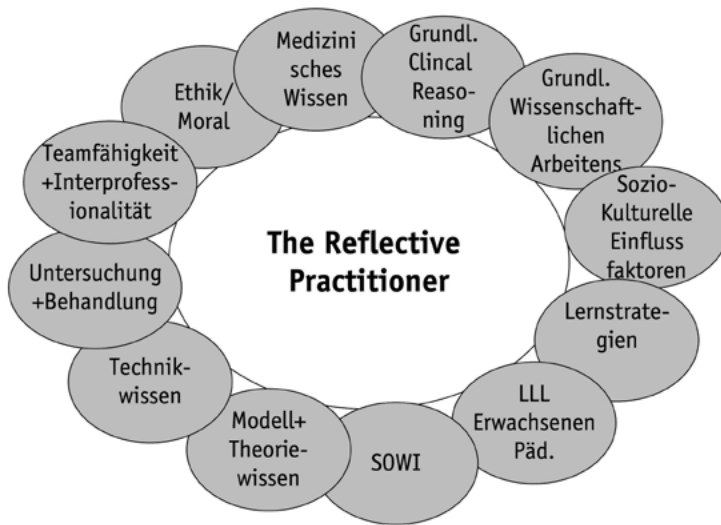 Medizini
sches
Wissen
Grundl.
Clincal
Reaso-
ning
Grundl.
Wissenschaft-
lichen
Arbeitens
Sozio-
Kulturelle
Einfluss
faktoren
Lernstrate-
gien
LLL
Erwachsenen
Päd.
SOWI
Modell+
Theorie-
wissen
Technik-
wissen
Untersuchung
+Behandlung
Teamfähigkeit
+Interprofess-
ionalität
Ethik/
Moral
The Reflective
Practitioner